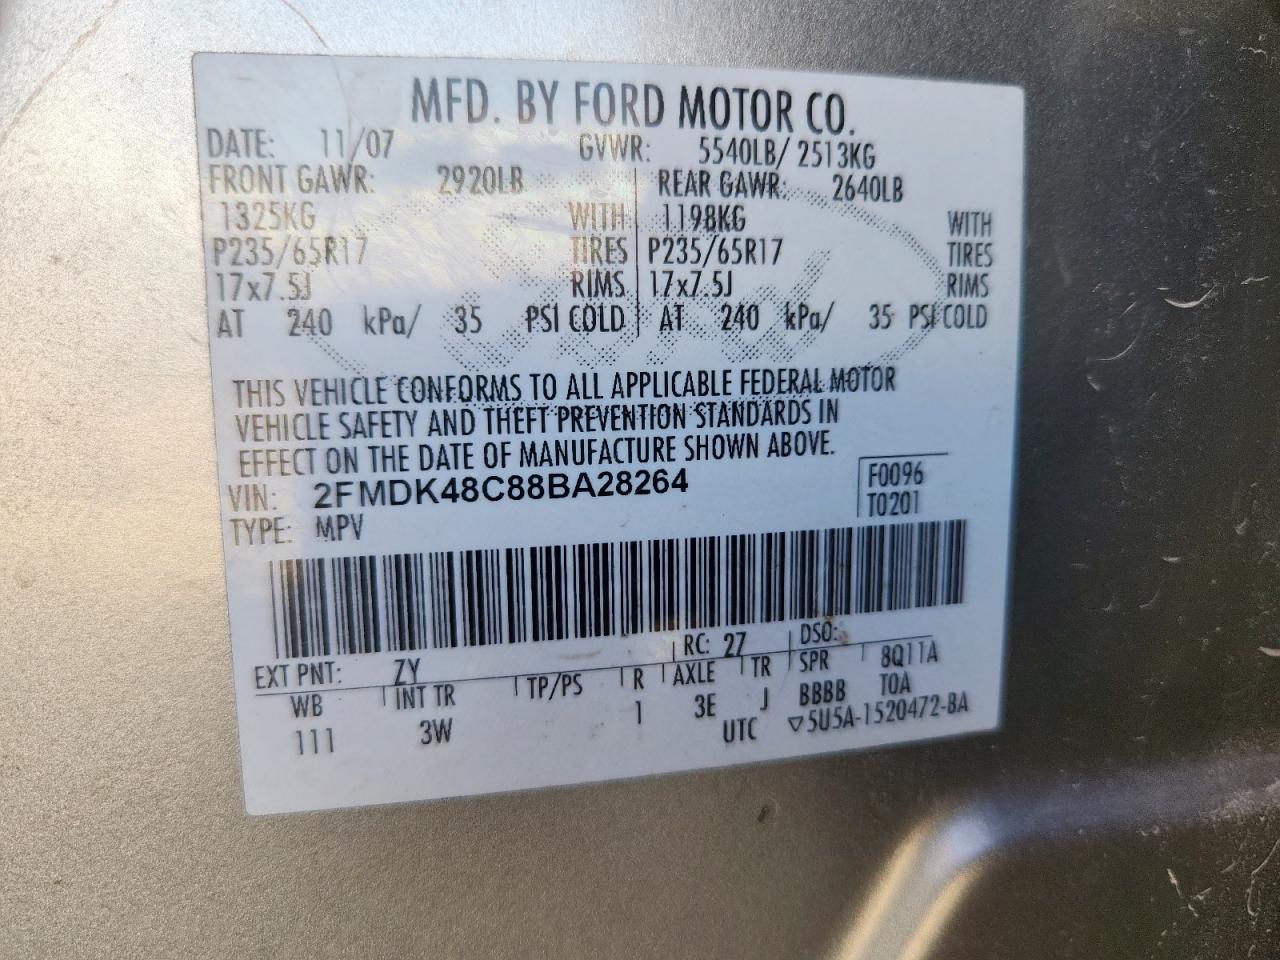 MFD. BY FORD MOTOR CO.
DATE: 11/07 GVWR: 5540LB/ 2513KG
FRONT GAWR: 2920LB REAR GAWR: 2640LB
1325KG WITH 1198KG WITH
P235/65R17 TIRES P235/65R17 TIRES
17x7.5J RIMS 17x7.5J RIMS
AT 240 kPa/ 35 PSI COLD AT 240 kPa/ 35 PSI COLD
THIS VEHICLE CONFORMS TO ALL APPLICABLE FEDERAL MOTOR
VEHICLE SAFETY AND THEFT PREVENTION STANDARDS IN
EFFECT ON THE DATE OF MANUFACTURE SHOWN ABOVE.
VIN: 2FMDK48C88BA28264 F0096
TYPE: MPV T0201
EXT PNT: ZY RC: 27 DSO:
WB INT TR TP/PS R AXLE TR SPR 8Q11A
111 3W 1 3E J BBBB T0A
UTC ▽5U5A-1520472-BA